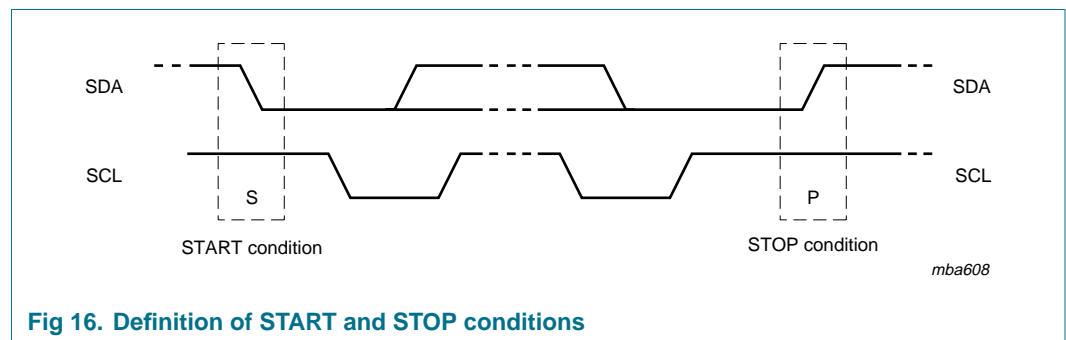 SDA SDA
SCL SCL
S P
START condition STOP condition
mba608
Fig 16. Definition of START and STOP conditions